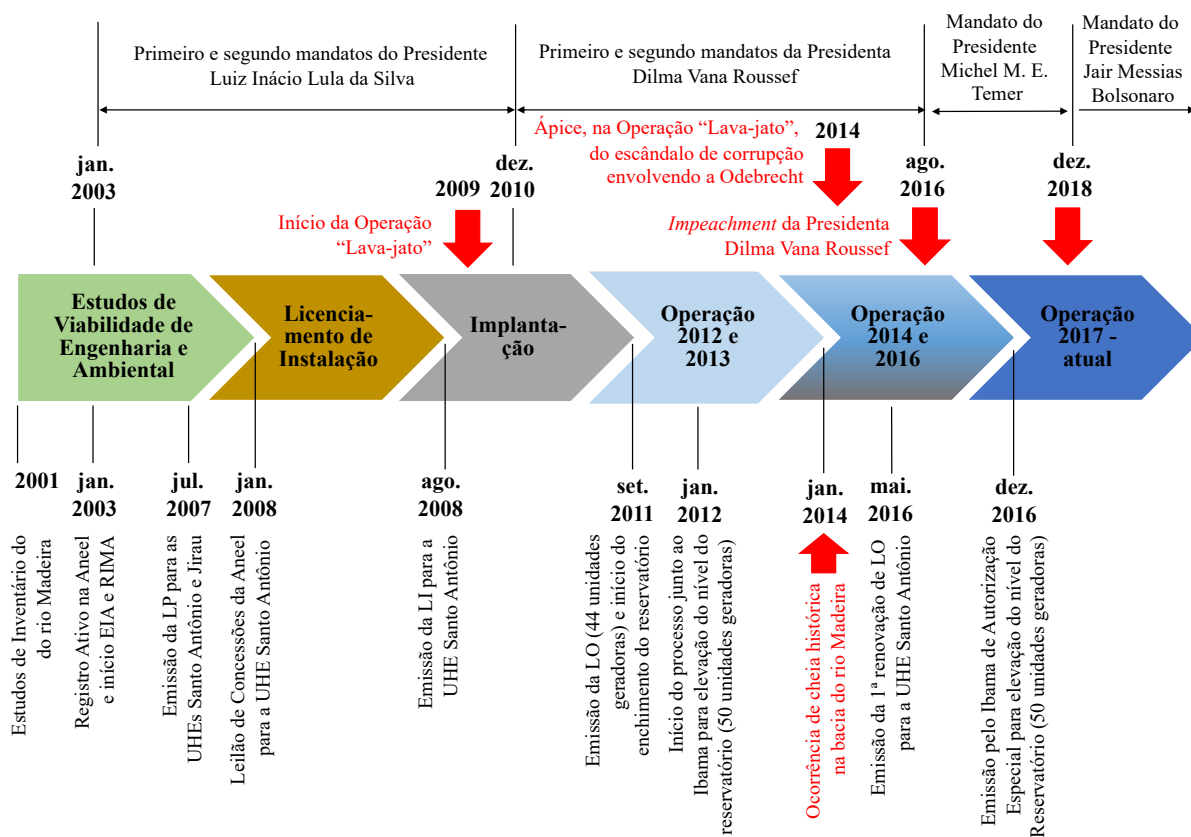 Primeiro e segundo mandatos do Presidente
Luiz Inácio Lula da Silva
Primeiro e segundo mandatos da Presidenta
Dilma Vana Roussef
Mandato do
Presidente
Michel M. E.
Temer
Mandato do
Presidente
Jair Messias
Bolsonaro
jan.
2003
2009
dez.
2010
Ápice, na Operação “Lava-jato”,
do escândalo de corrupção
envolvendo a Odebrecht
2014
ago.
2016
dez.
2018
Início da Operação
“Lava-jato”
Impeachment da Presidenta
Dilma Vana Roussef
Estudos de
Viabilidade de
Engenharia e
Ambiental
Licencia-
mento de
Instalação
Implanta-
ção
Operação
2012 e
2013
Operação
2014 e
2016
Operação
2017 -
atual
2001
jan.
2003
jul.
2007
jan.
2008
ago.
2008
set.
2011
jan.
2012
jan.
2014
mai.
2016
dez.
2016
Estudos de Inventário do
rio Madeira
Registro Ativo na Aneel
e início EIA e RIMA
Emissão da LP para as
UHEs Santo Antônio e Jirau
Leilão de Concessões da Aneel
para a UHE Santo Antônio
Emissão da LI para a
UHE Santo Antônio
Emissão da LO (44 unidades
geradoras) e início do
enchimento do reservatório
Início do processo junto ao
Ibama para elevação do nível do
reservatório (50 unidades geradoras)
Ocorrência de cheia histórica
na bacia do rio Madeira
Emissão da 1ª renovação de LO
para a UHE Santo Antônio
Emissão pelo Ibama de Autorização
Especial para elevação do nível do
Reservatório (50 unidades geradoras)